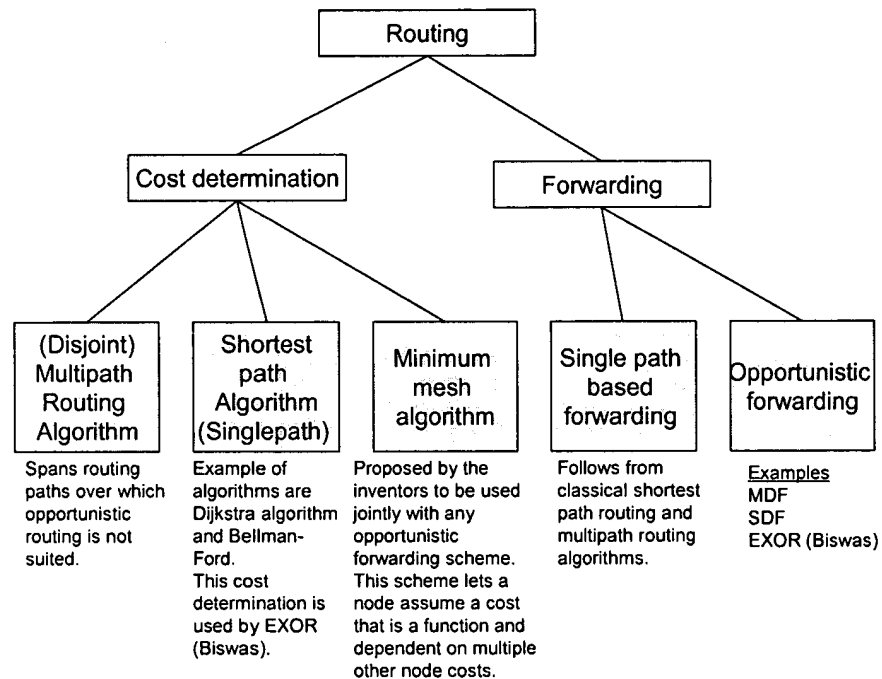 Routing
Cost determination
Forwarding
(Disjoint)
Multipath
Routing
Algorithm
Shortest
path
Algorithm
(Singlepath)
Minimum
mesh
algorithm
Single path
based
forwarding
Opportunistic
forwarding
Spans routing
paths over which
opportunistic
routing is not
suited.
Example of
algorithms are
Dijkstra algorithm
and Bellman-
Ford.
This cost
determination is
used by EXOR
(Biswas).
Proposed by the
inventors to be used
jointly with any
opportunistic
forwarding scheme.
This scheme lets a
node assume a cost
that is a function and
dependent on multiple
other node costs.
Follows from
classical shortest
path routing and
multipath routing
algorithms.
Examples
MDF
SDF
EXOR (Biswas)